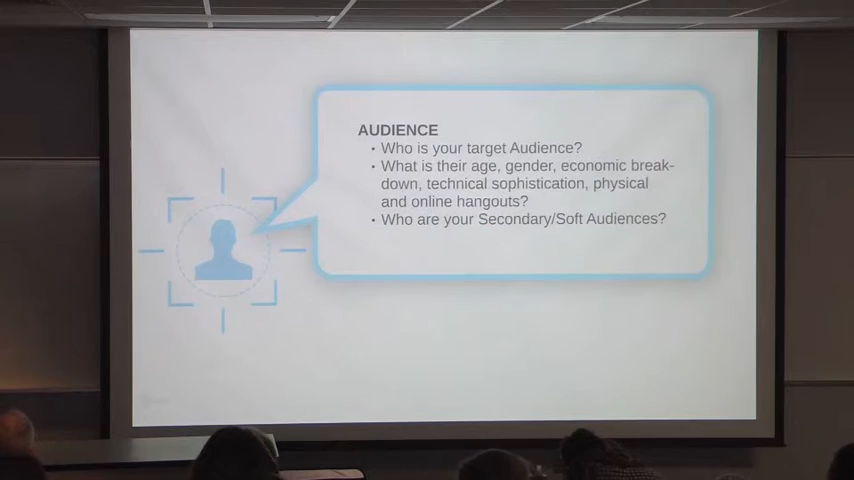 AUDIENCE
• Who is your target Audience?
• What is their age, gender, economic break-
down, technical sophistication, physical
and online hangouts?
• Who are your Secondary/Soft Audiences?